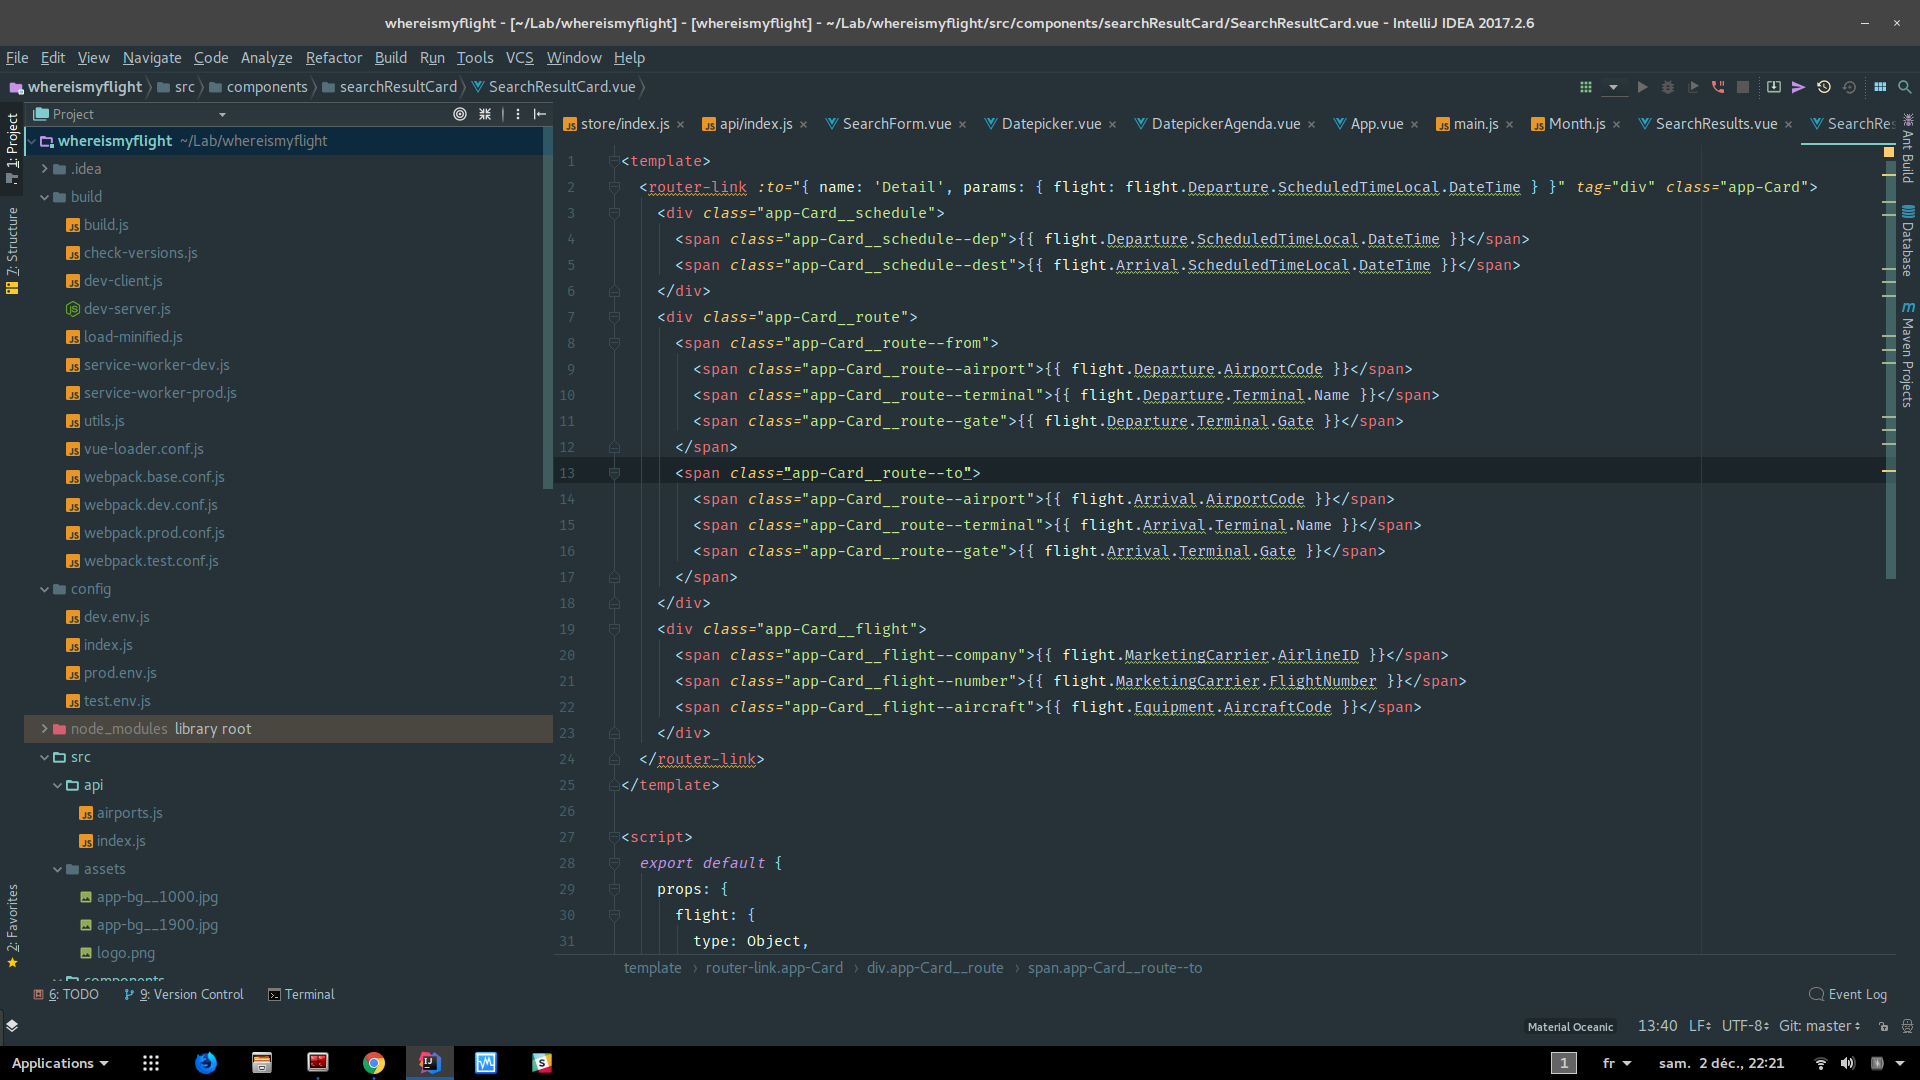 whereismyflight - [~/Lab/whereismyflight] - [whereismyflight] - ~/Lab/whereismyflight/src/components/searchResultCard/SearchResultCard.vue - IntelliJ IDEA 2017.2.6
File Edit View Navigate Code Analyze Refactor Build Run Tools VCS Window Help
whereismyflight src components searchResultCard SearchResultCard.vue
1: Project
7: Structure
2: Favorites
Project
whereismyflight ~/Lab/whereismyflight
.idea
build
build.js
check-versions.js
dev-client.js
dev-server.js
load-minified.js
service-worker-dev.js
service-worker-prod.js
utils.js
vue-loader.conf.js
webpack.base.conf.js
webpack.dev.conf.js
webpack.prod.conf.js
webpack.test.conf.js
config
dev.env.js
index.js
prod.env.js
test.env.js
node_modules library root
src
api
airports.js
index.js
assets
app-bg__1000.jpg
app-bg__1900.jpg
logo.png
components
store/index.js api/index.js SearchForm.vue Datepicker.vue DatepickerAgenda.vue App.vue main.js Month.js SearchResults.vue SearchRes
1 <template>
2 <router-link :to="{ name: 'Detail', params: { flight: flight.Departure.ScheduledTimeLocal.DateTime } }" tag="div" class="app-Card">
3 <div class="app-Card__schedule">
4 <span class="app-Card__schedule--dep">{{ flight.Departure.ScheduledTimeLocal.DateTime }}</span>
5 <span class="app-Card__schedule--dest">{{ flight.Arrival.ScheduledTimeLocal.DateTime }}</span>
6 </div>
7 <div class="app-Card__route">
8 <span class="app-Card__route--from">
9 <span class="app-Card__route--airport">{{ flight.Departure.AirportCode }}</span>
10 <span class="app-Card__route--terminal">{{ flight.Departure.Terminal.Name }}</span>
11 <span class="app-Card__route--gate">{{ flight.Departure.Terminal.Gate }}</span>
12 </span>
13 <span class="app-Card__route--to">
14 <span class="app-Card__route--airport">{{ flight.Arrival.AirportCode }}</span>
15 <span class="app-Card__route--terminal">{{ flight.Arrival.Terminal.Name }}</span>
16 <span class="app-Card__route--gate">{{ flight.Arrival.Terminal.Gate }}</span>
17 </span>
18 </div>
19 <div class="app-Card__flight">
20 <span class="app-Card__flight--company">{{ flight.MarketingCarrier.AirlineID }}</span>
21 <span class="app-Card__flight--number">{{ flight.MarketingCarrier.FlightNumber }}</span>
22 <span class="app-Card__flight--aircraft">{{ flight.Equipment.AircraftCode }}</span>
23 </div>
24 </router-link>
25 </template>
26
27 <script>
28 export default {
29 props: {
30 flight: {
31 type: Object,
template › router-link.app-Card › div.app-Card__route › span.app-Card__route--to
Ant Build
Database
Maven Projects
6: TODO 9: Version Control Terminal Event Log
Material Oceanic 13:40 LF UTF-8 Git: master
Applications 1 fr sam. 2 déc., 22:21